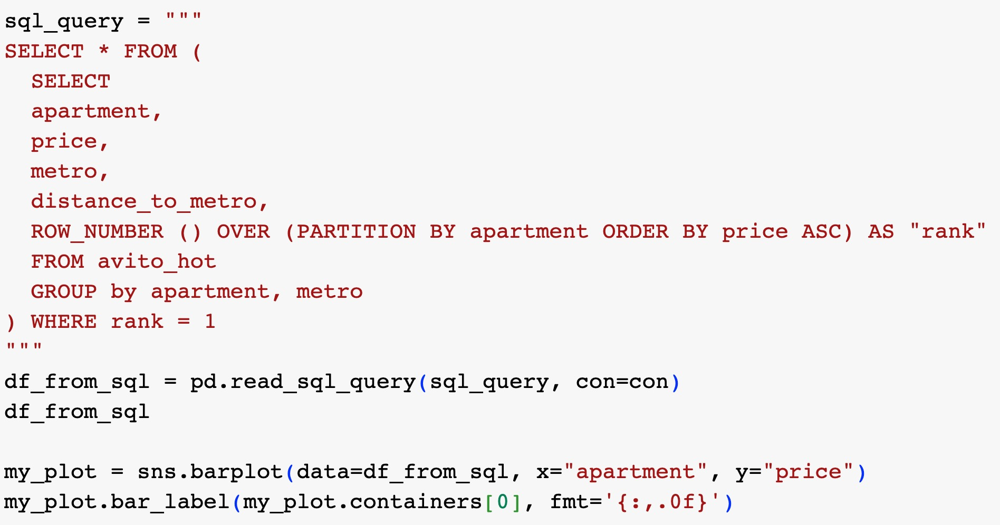 sql_query = """
SELECT * FROM (
  SELECT
  apartment,
  price,
  metro,
  distance_to_metro,
  ROW_NUMBER () OVER (PARTITION BY apartment ORDER BY price ASC) AS "rank"
  FROM avito_hot
  GROUP by apartment, metro
) WHERE rank = 1
"""
df_from_sql = pd.read_sql_query(sql_query, con=con)
df_from_sql

my_plot = sns.barplot(data=df_from_sql, x="apartment", y="price")
my_plot.bar_label(my_plot.containers[0], fmt='{:,.0f}')